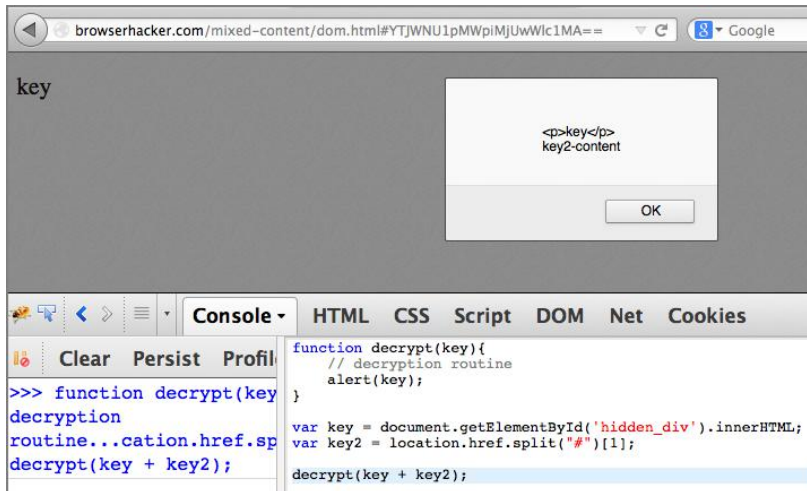 browserhacker.com/mixed-content/dom.html#YTJWNU1pMWpiMjUwWlc1MA==
Google
key
<p>key</p>
key2-content
OK
Console HTML CSS Script DOM Net Cookies
Clear Persist Profil
>>> function decrypt(key
decryption
routine...cation.href.sp
decrypt(key + key2);
function decrypt(key){
// decryption routine
alert(key);
}
var key = document.getElementById('hidden_div').innerHTML;
var key2 = location.href.split("#")[1];
decrypt(key + key2);